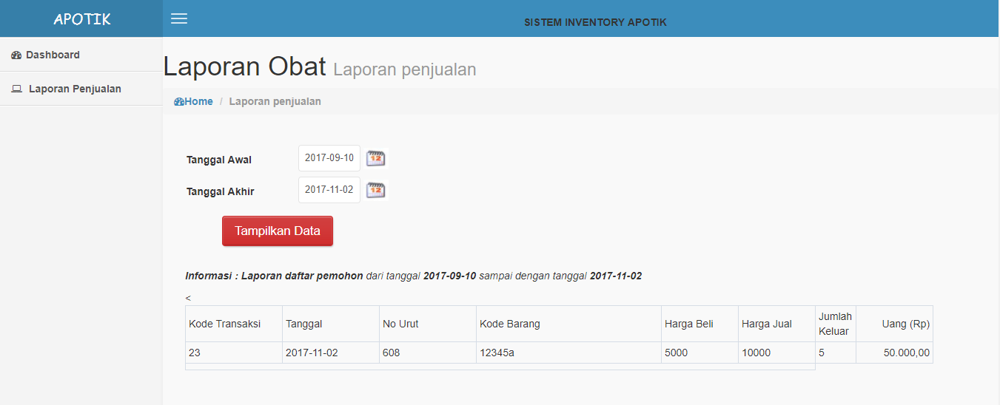 APOTIK
SISTEM INVENTORY APOTIK
Dashboard
Laporan Penjualan
Laporan Obat Laporan penjualan
Home / Laporan penjualan
Tanggal Awal 2017-09-10 12
Tanggal Akhir 2017-11-02 12
Tampilkan Data
Informasi : Laporan daftar pemohon dari tanggal 2017-09-10 sampai dengan tanggal 2017-11-02
<
Kode Transaksi Tanggal No Urut Kode Barang Harga Beli Harga Jual Jumlah Keluar Uang (Rp)
23 2017-11-02 608 12345a 5000 10000 5 50.000,00